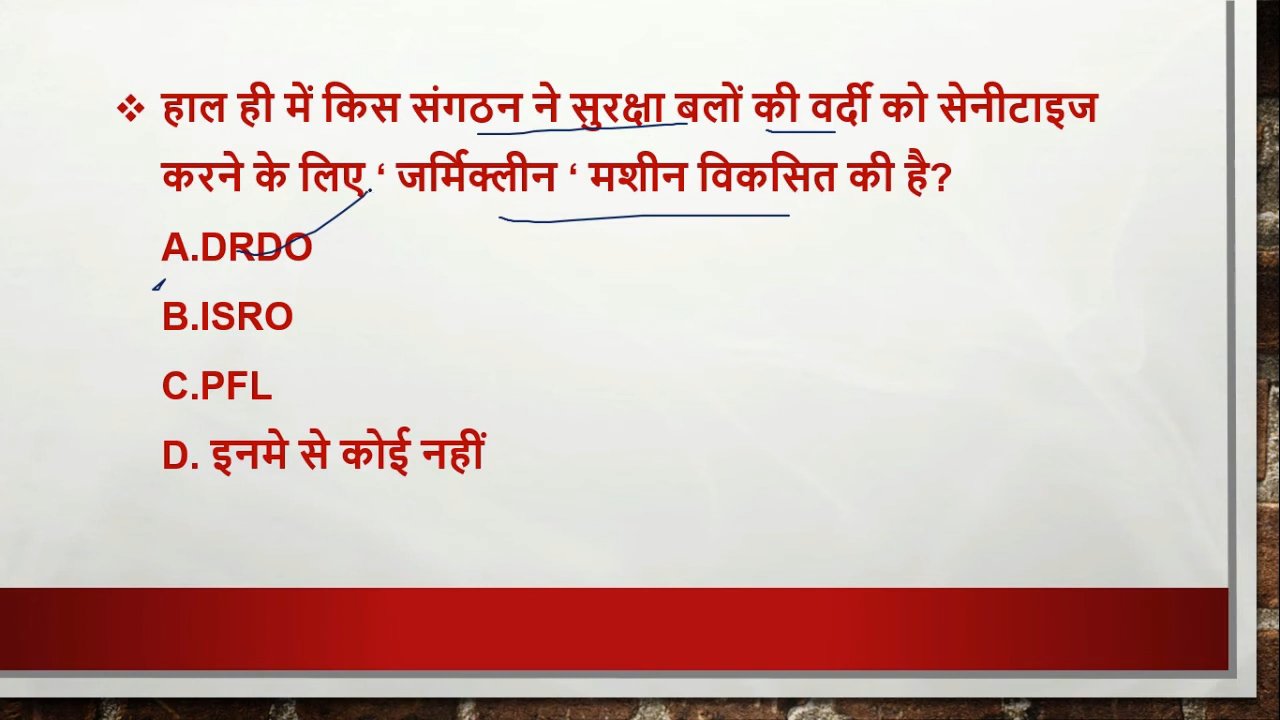 ❖ हाल ही में किस संगठन ने सुरक्षा बलों की वर्दी को सेनीटाइज
करने के लिए ‘ जर्मिक्लीन ‘ मशीन विकसित की है?
A.DRDO
B.ISRO
C.PFL
D. इनमे से कोई नहीं